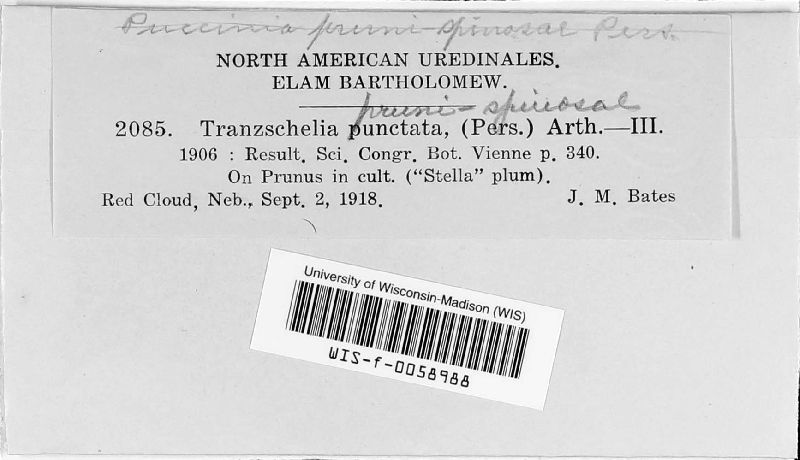 Puccinia pruni-spinosae Pers.
NORTH AMERICAN UREDINALES.
ELAM BARTHOLOMEW.
pruni-spinosae
2085. Tranzschelia punctata, (Pers.) Arth.—III.
1906 : Result. Sci. Congr. Bot. Vienne p. 340.
On Prunus in cult. ("Stella" plum).
Red Cloud, Neb., Sept. 2, 1918. J. M. Bates
University of Wisconsin-Madison (WIS)
WIS-f-0058988